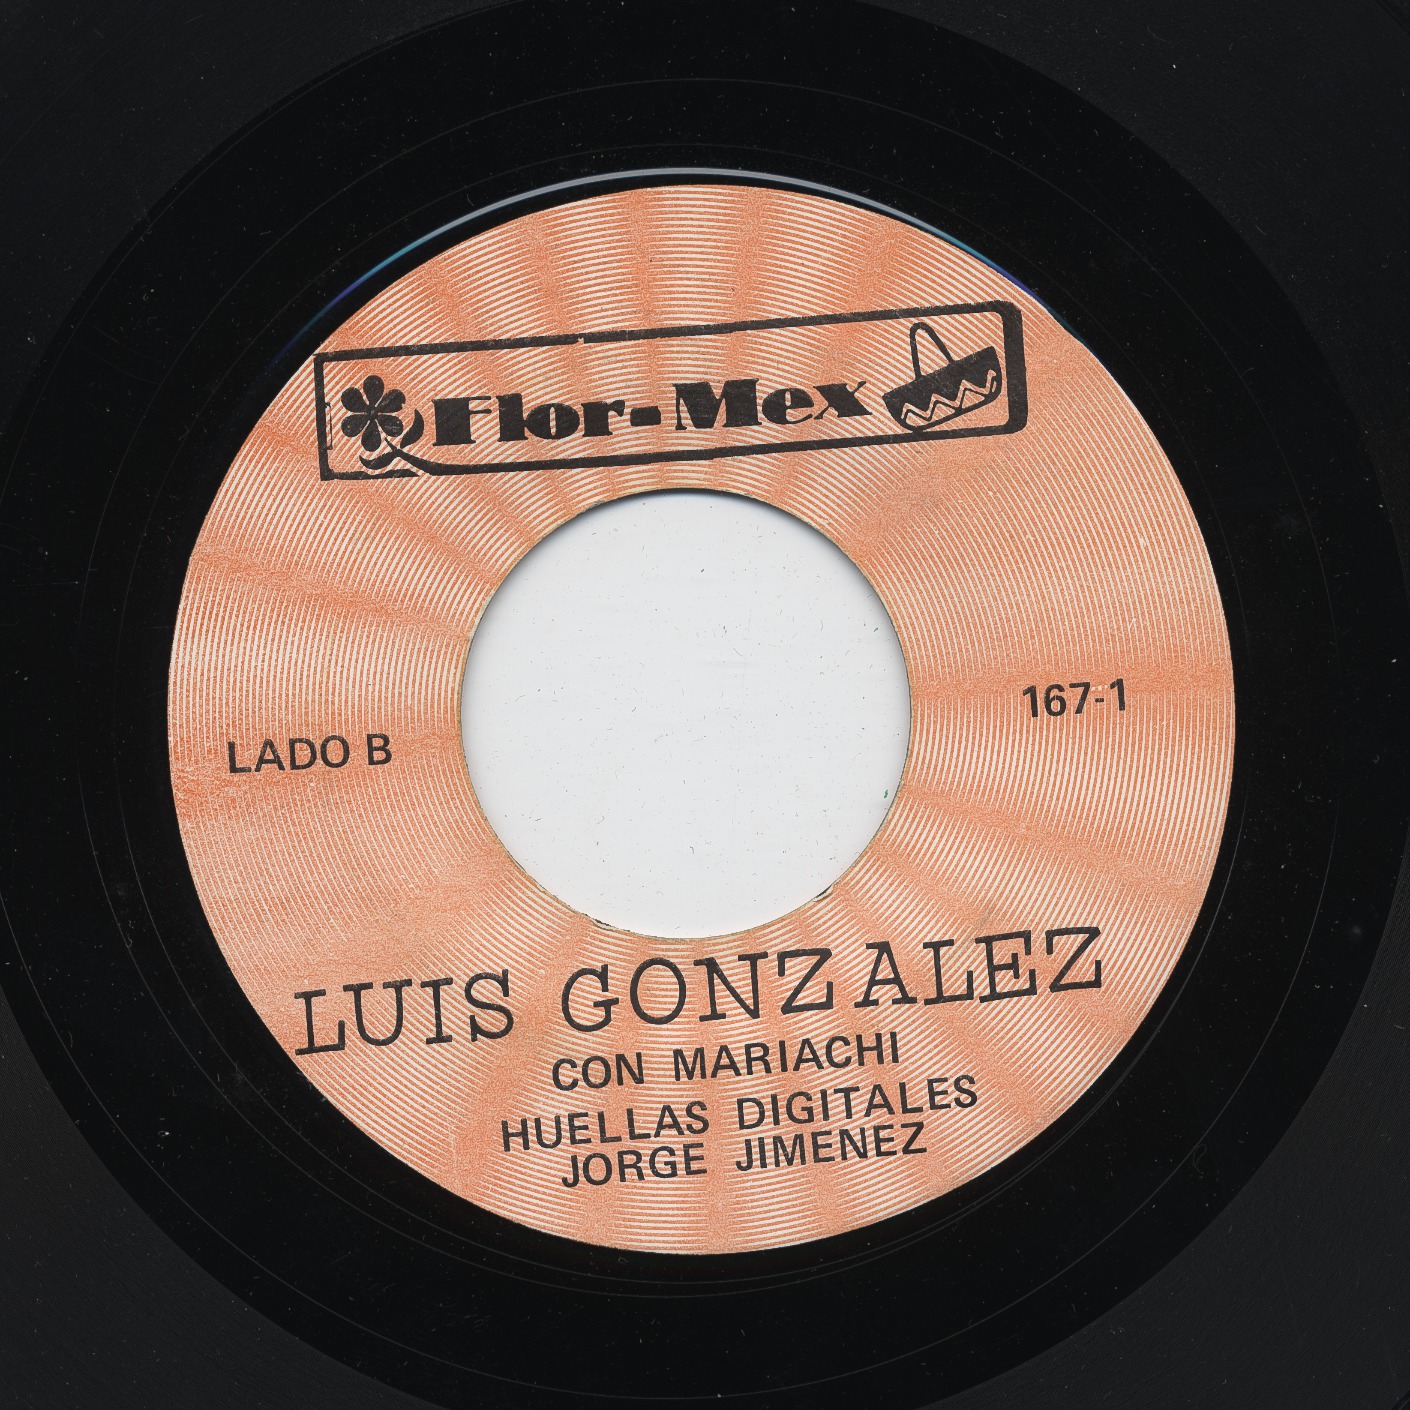 Flor-Mex
167-1
LADO B
LUIS GONZALEZ
CON MARIACHI
HUELLAS DIGITALES
JORGE JIMENEZ